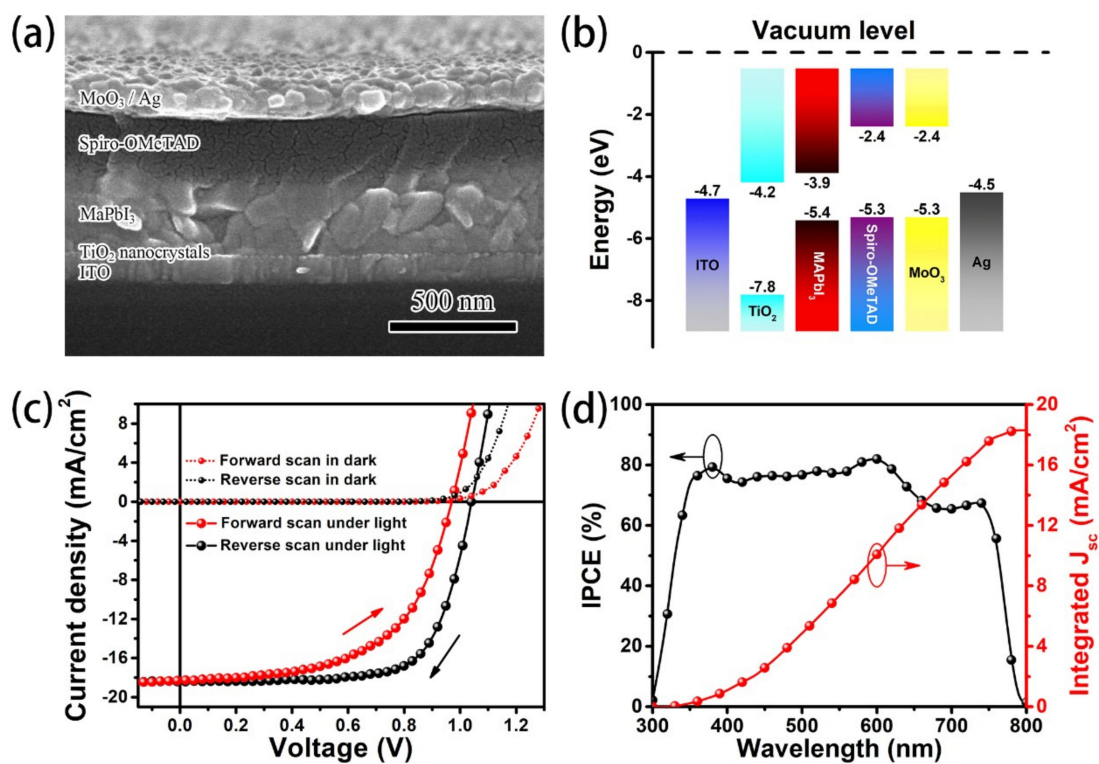 (a)
MoO₃ / Ag
Spiro-OMeTAD
MaPbI₃
TiO₂ nanocrystals
ITO
500 nm
(b)
Vacuum level
Energy (eV)
0
-2
-4
-6
-8
-4.7
ITO
-4.2
-7.8
TiO₂
-3.9
-5.4
MAPbI₃
-2.4
-5.3
Spiro-OMeTAD
-2.4
-5.3
MoO₃
-4.5
Ag
(c)
Current density (mA/cm²)
8
4
0
-4
-8
-12
-16
-20
Forward scan in dark
Reverse scan in dark
Forward scan under light
Reverse scan under light
0.0 0.2 0.4 0.6 0.8 1.0 1.2
Voltage (V)
(d)
IPCE (%)
100
80
60
40
20
0
20
16
12
8
4
0
Integrated J_sc (mA/cm²)
300 400 500 600 700 800
Wavelength (nm)